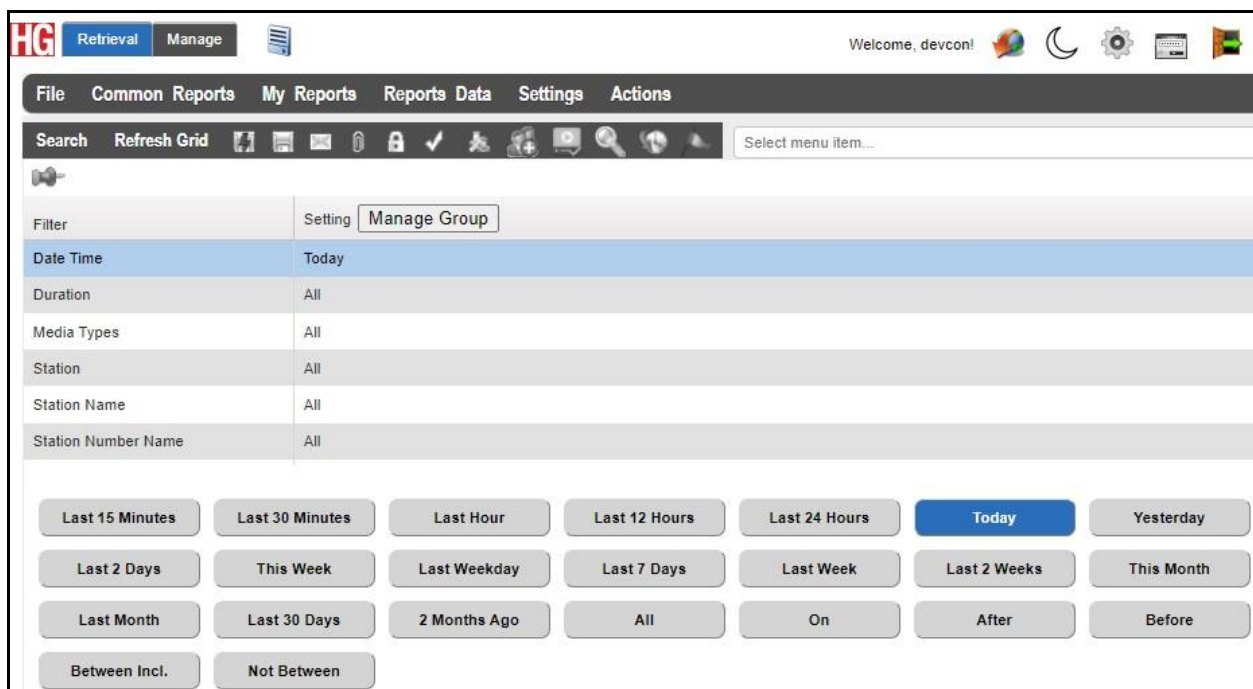 HG Retrieval Manage Welcome, devcon!
File Common Reports My Reports Reports Data Settings Actions
Search Refresh Grid Select menu item...
Filter Setting Manage Group
Date Time Today
Duration All
Media Types All
Station All
Station Name All
Station Number Name All
Last 15 Minutes Last 30 Minutes Last Hour Last 12 Hours Last 24 Hours Today Yesterday
Last 2 Days This Week Last Weekday Last 7 Days Last Week Last 2 Weeks This Month
Last Month Last 30 Days 2 Months Ago All On After Before
Between Incl. Not Between